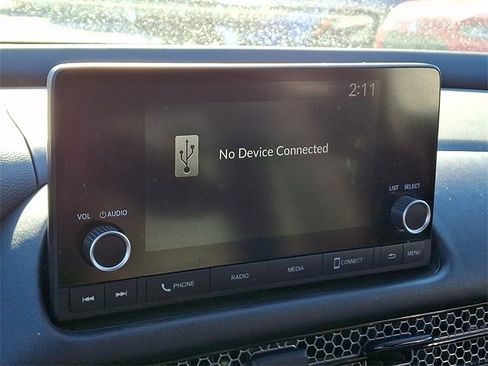 2:11
No Device Connected
LIST SELECT
VOL AUDIO
PHONE RADIO MEDIA CONNECT MENU